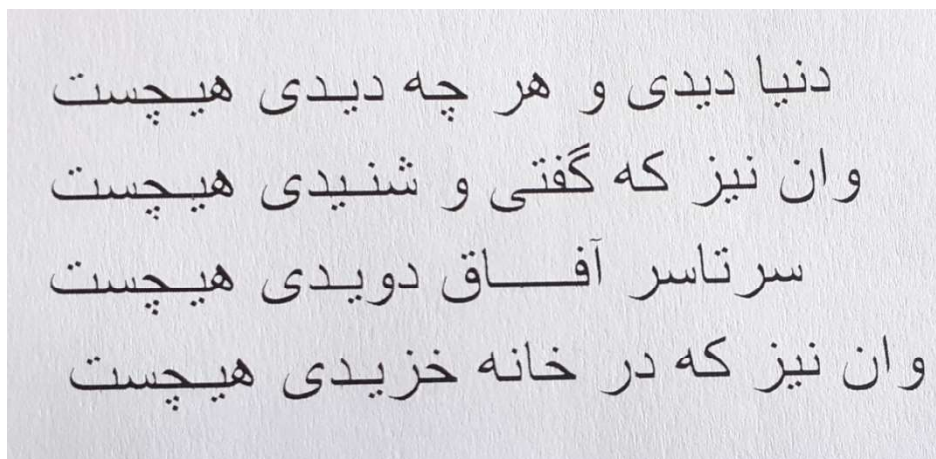 دنیا دیدی و هر چه دیدی هیچست
وان نیز که گفتی و شنیدی هیچست
سرتاسر آفاق دویدی هیچست
وان نیز که در خانه خزیدی هیچست